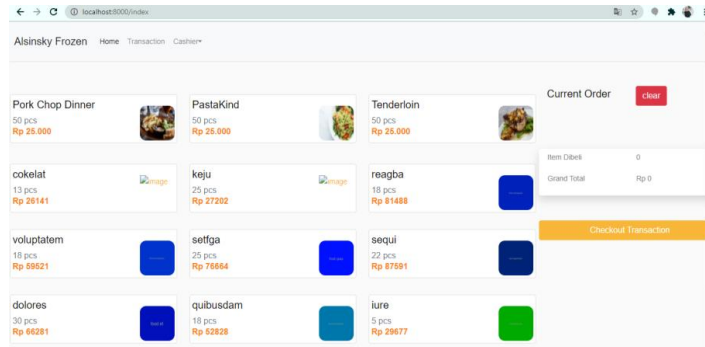 localhost:8000/index
Alsinsky Frozen Home Transaction Cashier
Pork Chop Dinner
50 pcs
Rp 25.000
PastaKind
50 pcs
Rp 25.000
Tenderloin
50 pcs
Rp 25.000
cokelat
13 pcs
Rp 26141
image
keju
25 pcs
Rp 27202
image
reagba
18 pcs
Rp 81488
voluptatem
18 pcs
Rp 59521
setfga
25 pcs
Rp 75664
sequi
22 pcs
Rp 87591
dolores
30 pcs
Rp 66281
quibusdam
18 pcs
Rp 52828
iure
5 pcs
Rp 29677
Current Order clear
Item Dibeli 0
Grand Total Rp 0
Checkout Transaction